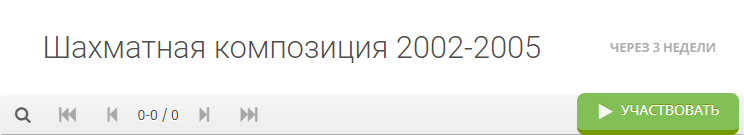 Шахматная композиция 2002-2005
ЧЕРЕЗ 3 НЕДЕЛИ
0-0 / 0
УЧАСТВОВАТЬ